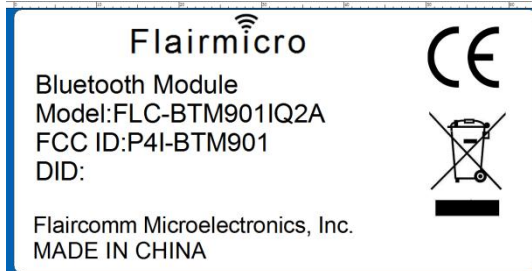 Flairmicro
Bluetooth Module
Model:FLC-BTM901IQ2A
FCC ID:P4I-BTM901
DID:
Flaircomm Microelectronics, Inc.
MADE IN CHINA
CE